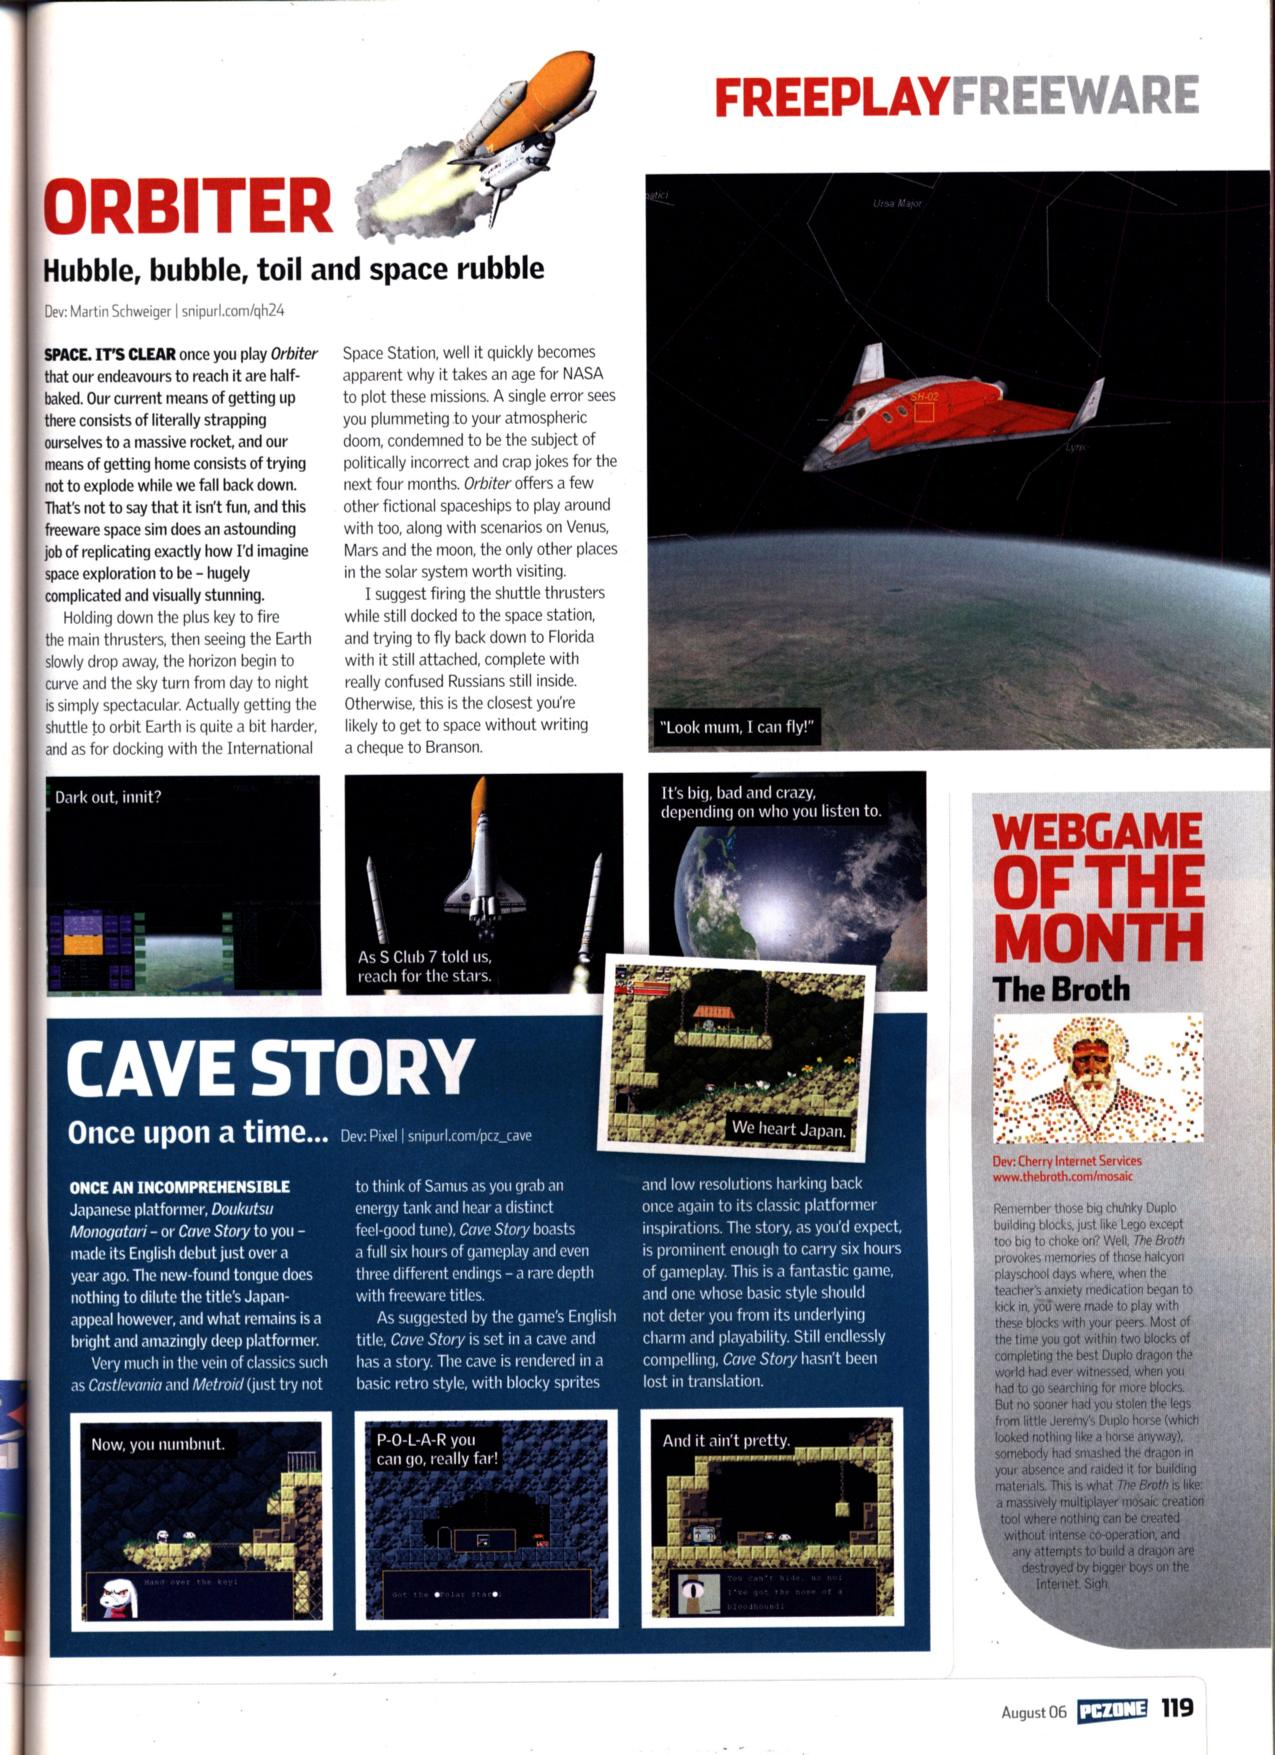 FREEPLAYFREEWARE
ORBITER
Hubble, bubble, toil and space rubble
Dev: Martin Schweiger | snipurl.com/qh24
SPACE. IT'S CLEAR once you play Orbiter
that our endeavours to reach it are half-
baked. Our current means of getting up
there consists of literally strapping
ourselves to a massive rocket, and our
means of getting home consists of trying
not to explode while we fall back down.
That's not to say that it isn't fun, and this
freeware space sim does an astounding
job of replicating exactly how I'd imagine
space exploration to be – hugely
complicated and visually stunning.
Holding down the plus key to fire
the main thrusters, then seeing the Earth
slowly drop away, the horizon begin to
curve and the sky turn from day to night
is simply spectacular. Actually getting the
shuttle to orbit Earth is quite a bit harder,
and as for docking with the International
Space Station, well it quickly becomes
apparent why it takes an age for NASA
to plot these missions. A single error sees
you plummeting to your atmospheric
doom, condemned to be the subject of
politically incorrect and crap jokes for the
next four months. Orbiter offers a few
other fictional spaceships to play around
with too, along with scenarios on Venus,
Mars and the moon, the only other places
in the solar system worth visiting.
I suggest firing the shuttle thrusters
while still docked to the space station,
and trying to fly back down to Florida
with it still attached, complete with
really confused Russians still inside.
Otherwise, this is the closest you're
likely to get to space without writing
a cheque to Branson.
Ursa Major
SH-02
Lynx
"Look mum, I can fly!"
Dark out, innit?
As S Club 7 told us,
reach for the stars.
It's big, bad and crazy,
depending on who you listen to.
CAVE STORY
Once upon a time... Dev: Pixel | snipurl.com/pcz_cave
We heart Japan.
ONCE AN INCOMPREHENSIBLE
Japanese platformer, Doukutsu
Monogatari – or Cave Story to you –
made its English debut just over a
year ago. The new-found tongue does
nothing to dilute the title's Japan-
appeal however, and what remains is a
bright and amazingly deep platformer.
Very much in the vein of classics such
as Castlevania and Metroid (just try not
to think of Samus as you grab an
energy tank and hear a distinct
feel-good tune), Cave Story boasts
a full six hours of gameplay and even
three different endings – a rare depth
with freeware titles.
As suggested by the game's English
title, Cave Story is set in a cave and
has a story. The cave is rendered in a
basic retro style, with blocky sprites
and low resolutions harking back
once again to its classic platformer
inspirations. The story, as you'd expect,
is prominent enough to carry six hours
of gameplay. This is a fantastic game,
and one whose basic style should
not deter you from its underlying
charm and playability. Still endlessly
compelling, Cave Story hasn't been
lost in translation.
Now, you numbnut.
Hand over the key!
P-O-L-A-R you
can go, really far!
Got the Polar Star
And it ain't pretty.
You can't hide, uh no!
I've got the nose of a
bloodhound!
WEBGAME
OF THE
MONTH
The Broth
Dev: Cherry Internet Services
www.thebroth.com/mosaic
Remember those big chunky Duplo
building blocks, just like Lego except
too big to choke on? Well, The Broth
provokes memories of those halcyon
playschool days where, when the
teacher's anxiety medication began to
kick in, you were made to play with
these blocks with your peers. Most of
the time you got within two blocks of
completing the best Duplo dragon the
world had ever witnessed, when you
had to go searching for more blocks.
But no sooner had you stolen the legs
from little Jeremy's Duplo horse (which
looked nothing like a horse anyway),
somebody had smashed the dragon in
your absence and raided it for building
materials. This is what The Broth is like:
a massively multiplayer mosaic creation
tool where nothing can be created
without intense co-operation, and
any attempts to build a dragon are
destroyed by bigger boys on the
Internet. Sigh.
August 06 PCZONE 119